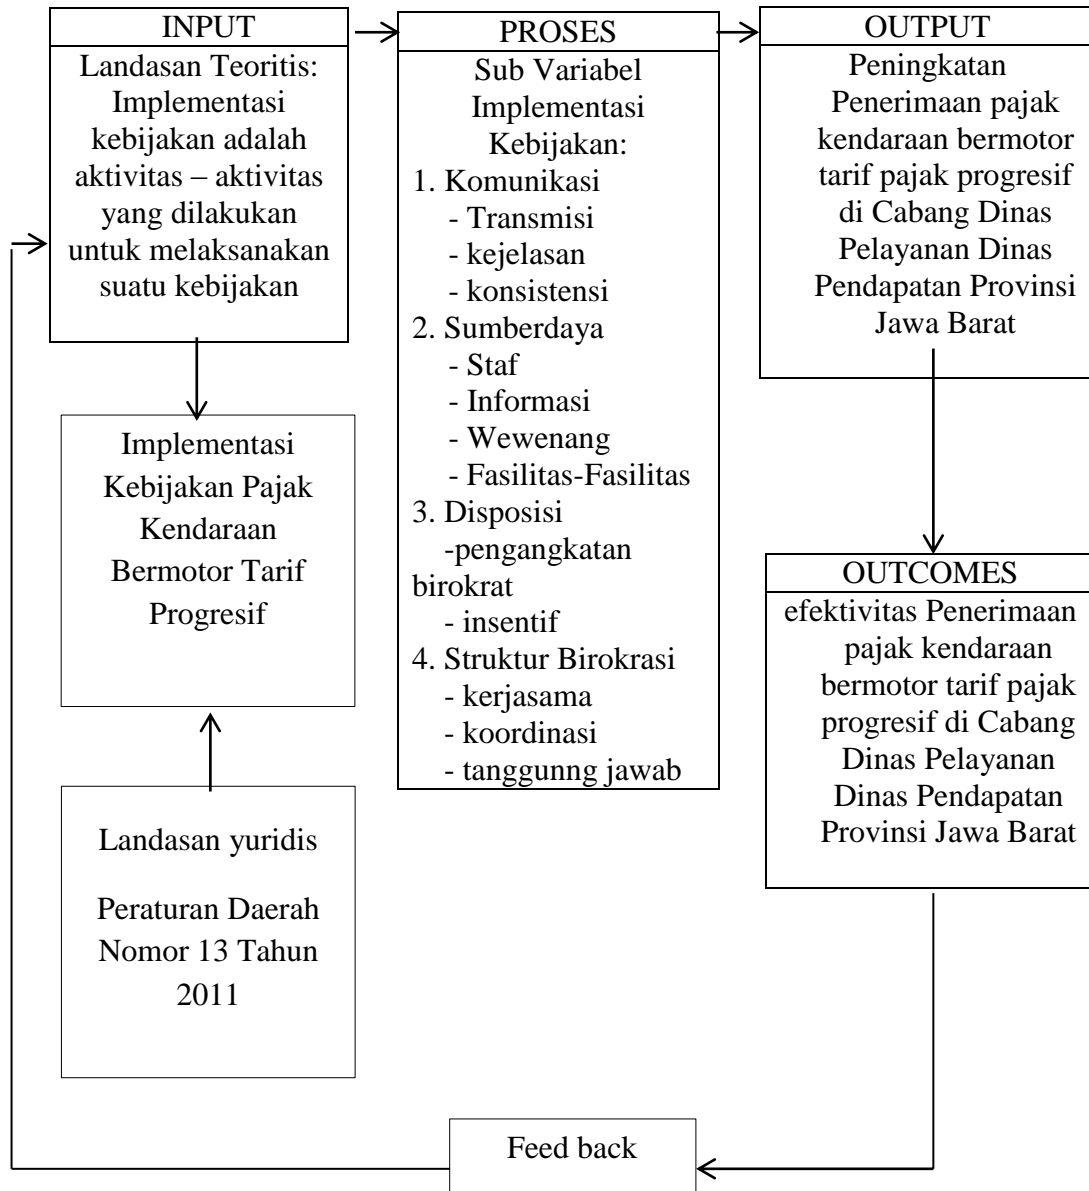 INPUT
Landasan Teoritis:
Implementasi
kebijakan adalah
aktivitas – aktivitas
yang dilakukan
untuk melaksanakan
suatu kebijakan
Implementasi
Kebijakan Pajak
Kendaraan
Bermotor Tarif
Progresif
Landasan yuridis
Peraturan Daerah
Nomor 13 Tahun
2011
PROSES
Sub Variabel
Implementasi
Kebijakan:
1. Komunikasi
- Transmisi
- kejelasan
- konsistensi
2. Sumberdaya
- Staf
- Informasi
- Wewenang
- Fasilitas-Fasilitas
3. Disposisi
-pengangkatan
birokrat
- insentif
4. Struktur Birokrasi
- kerjasama
- koordinasi
- tanggunng jawab
OUTPUT
Peningkatan
Penerimaan pajak
kendaraan bermotor
tarif pajak progresif
di Cabang Dinas
Pelayanan Dinas
Pendapatan Provinsi
Jawa Barat
OUTCOMES
efektivitas Penerimaan
pajak kendaraan
bermotor tarif pajak
progresif di Cabang
Dinas Pelayanan
Dinas Pendapatan
Provinsi Jawa Barat
Feed back